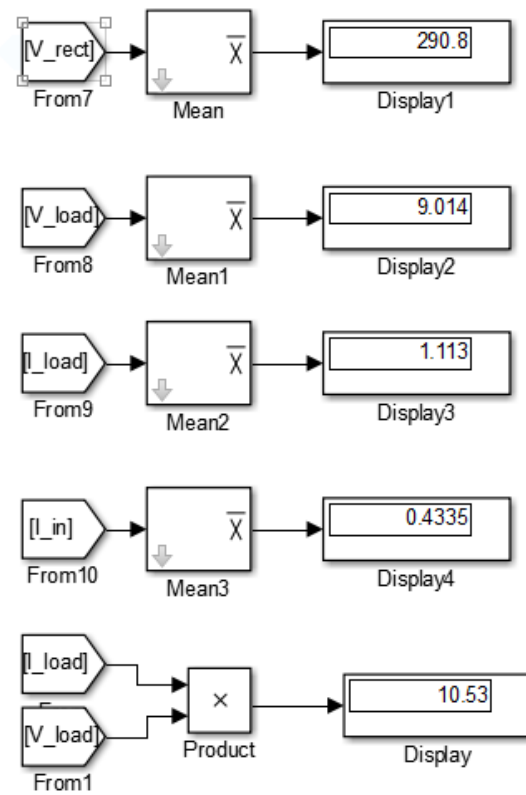 [V_rect]
X
290.8
From7
Mean
Display1
[V_load]
X
9.014
From8
Mean1
Display2
[I_load]
X
1.113
From9
Mean2
Display3
[I_in]
X
0.4335
From10
Mean3
Display4
[I_load]
×
10.53
[V_load]
Product
Display
From1